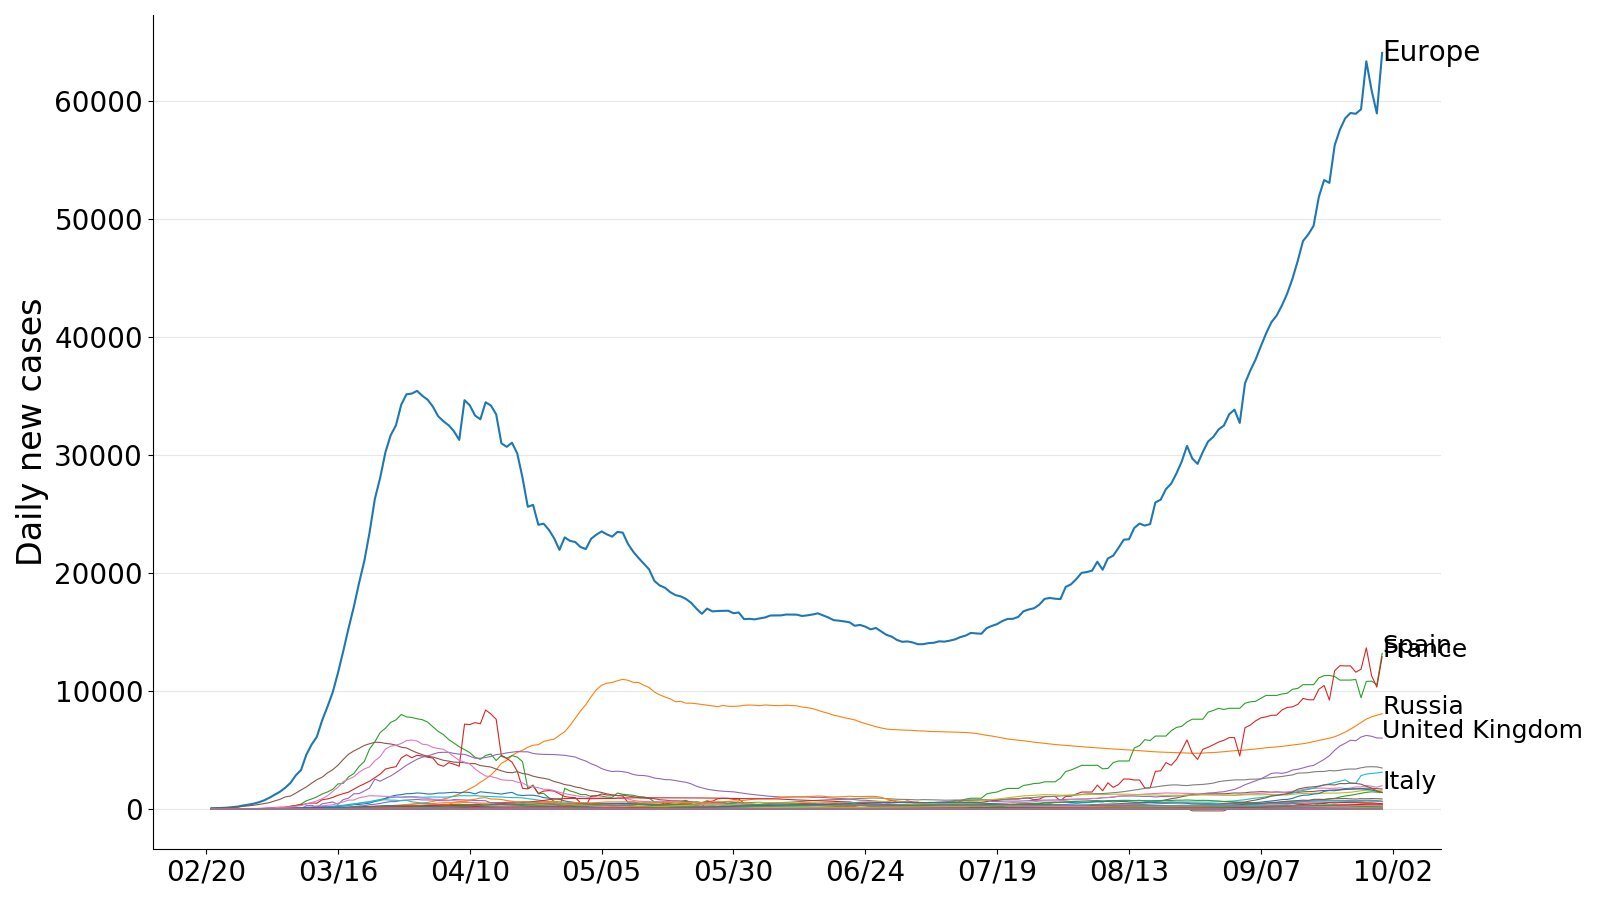 Europe
60000
50000
40000
30000
20000
10000
0
Daily new cases
Spain
France
Russia
United Kingdom
Italy
02/20 03/16 04/10 05/05 05/30 06/24 07/19 08/13 09/07 10/02